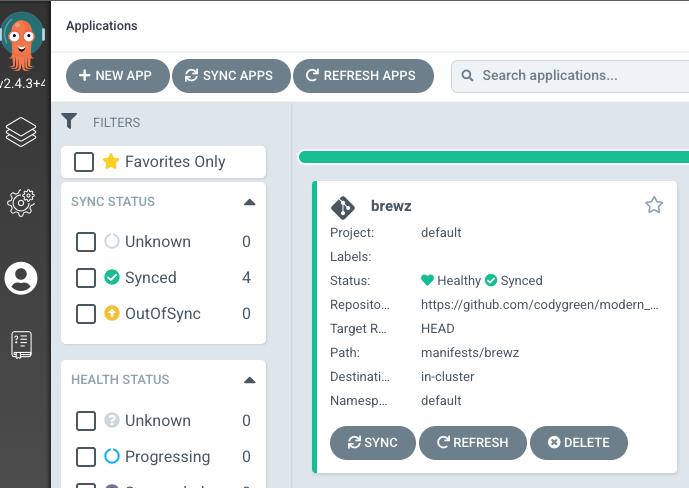 Applications
v2.4.3+4
NEW APP
SYNC APPS
REFRESH APPS
Search applications...
FILTERS
Favorites Only
SYNC STATUS
Unknown 0
Synced 4
OutOfSync 0
HEALTH STATUS
Unknown 0
Progressing 0
brewz
Project: default
Labels:
Status: Healthy Synced
Reposito... https://github.com/codygreen/modern_...
Target R... HEAD
Path: manifests/brewz
Destinati... in-cluster
Namesp... default
SYNC
REFRESH
DELETE